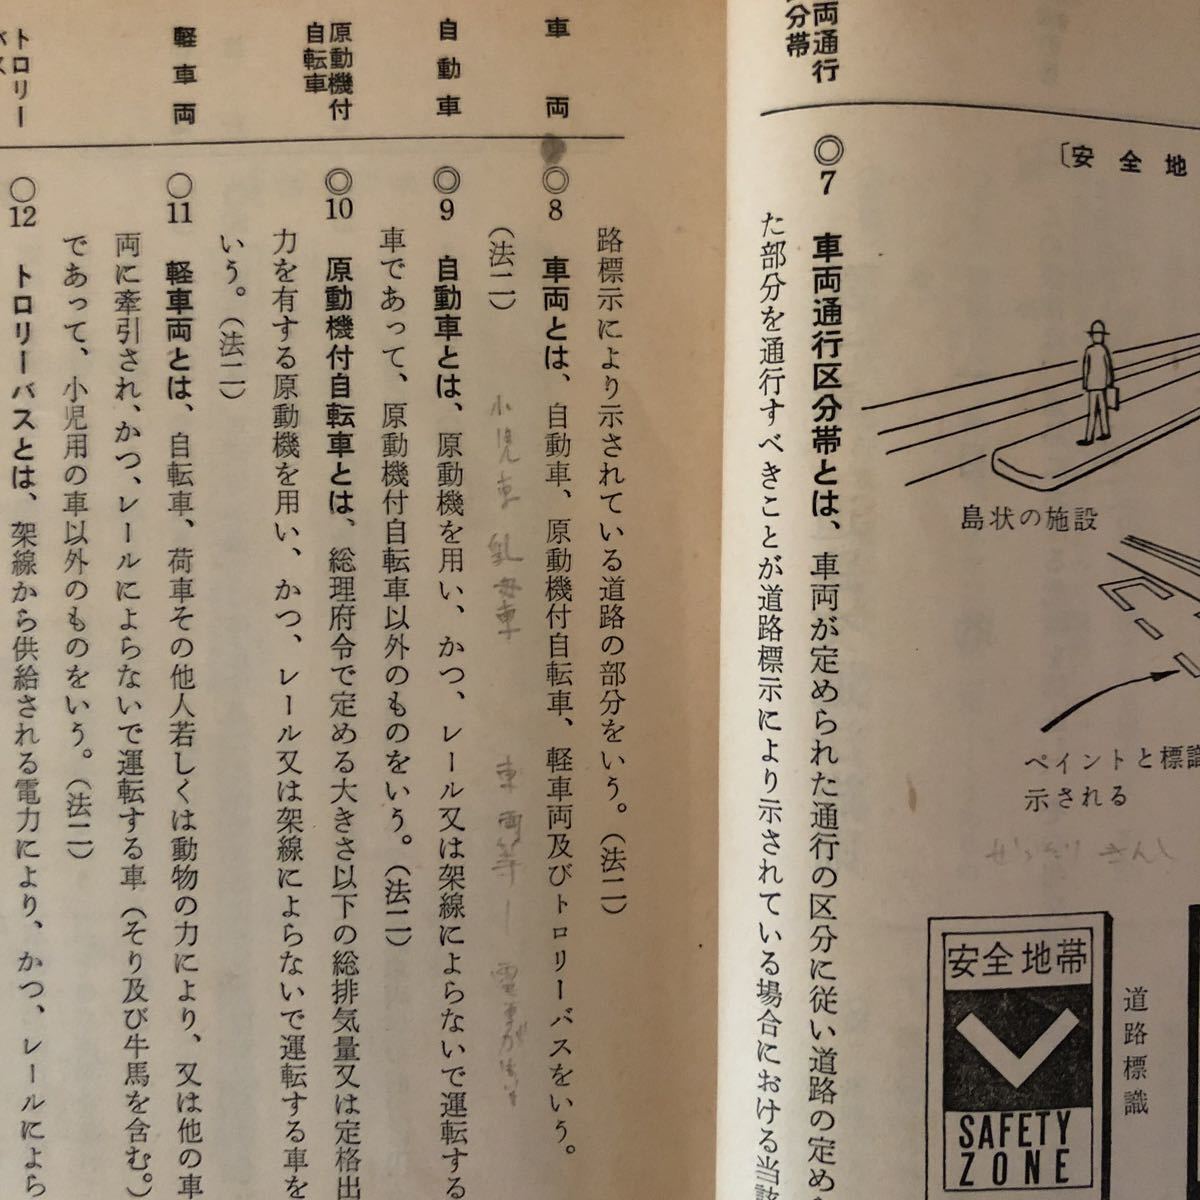 両通行
分帯
〔安全地
◎7 車両通行区分帯とは、車両が定められた通行の区分に従い道路の定め
た部分を通行すべきことが道路標示により示されている場合における当該
島状の施設
ペイントと標識
示される
道路標識
安全地帯
SAFETY
ZONE
車両
自動車
原動機付
自転車
軽車両
トロリー
バス
路標示により示されている道路の部分をいう。(法二)
◎8 車両とは、自動車、原動機付自転車、軽車両及びトロリーバスをいう。
(法二)
小児車 乳母車 車両等ー電車が
◎9 自動車とは、原動機を用い、かつ、レール又は架線によらないで運転する
車であって、原動機付自転車以外のものをいう。(法二)
◎10 原動機付自転車とは、総理府令で定める大きさ以下の総排気量又は定格出
力を有する原動機を用い、かつ、レール又は架線によらないで運転する車を
いう。(法二)
○11 軽車両とは、自転車、荷車その他人若しくは動物の力により、又は他の車
両に牽引され、かつ、レールによらないで運転する車(そり及び牛馬を含む。)
であって、小児用の車以外のものをいう。(法二)
○12 トロリーバスとは、架線から供給される電力により、かつ、レールによら